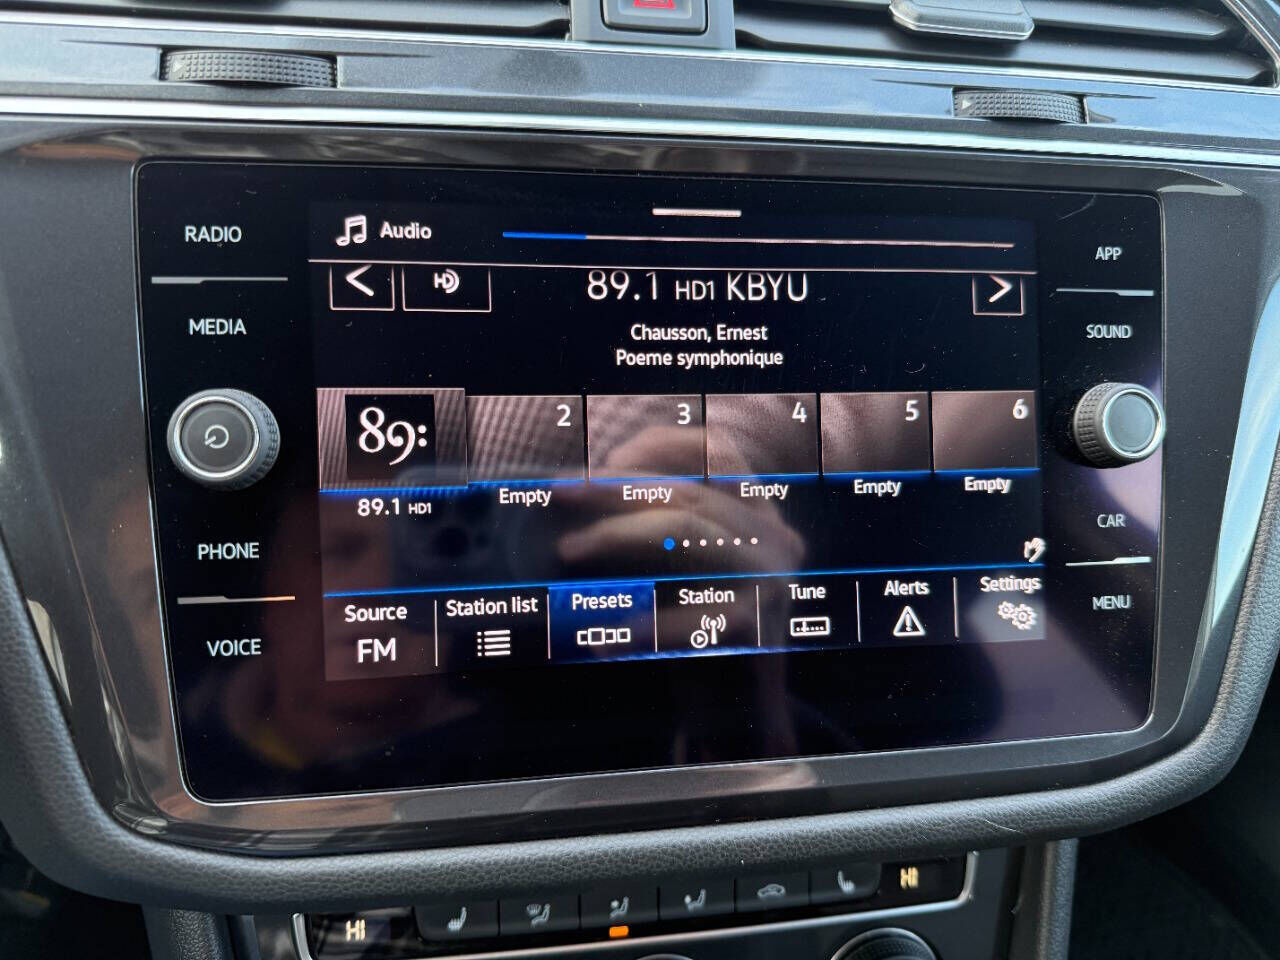 RADIO
MEDIA
PHONE
VOICE
Audio
HD
89.1 HD1 KBYU
Chausson, Ernest
Poeme symphonique
89:
2
3
4
5
6
89.1 HD1
Empty
Empty
Empty
Empty
Empty
Source
FM
Station list
Presets
Station
Tune
Alerts
Settings
APP
SOUND
CAR
MENU
HI
HI